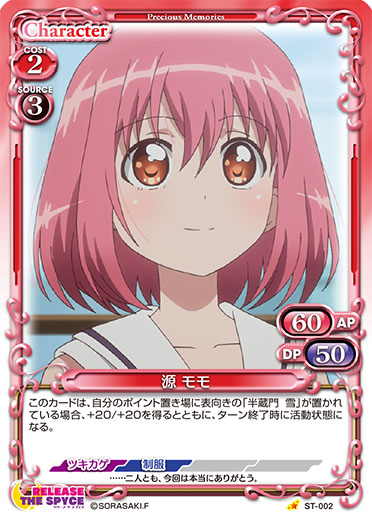 Precious Memories
Character
COST
2
SOURCE
3
60 AP
DP 50
源 モモ
このカードは、自分のポイント置き場に表向きの「半蔵門 雪」が置かれ
ている場合、+20/+20を得るとともに、ターン終了時に活動状態に
なる。
ツキカゲ
制服
……二人とも、今回は本当にありがとう。
RELEASE
THE SPYCE
©SORASAKI.F
ST-002